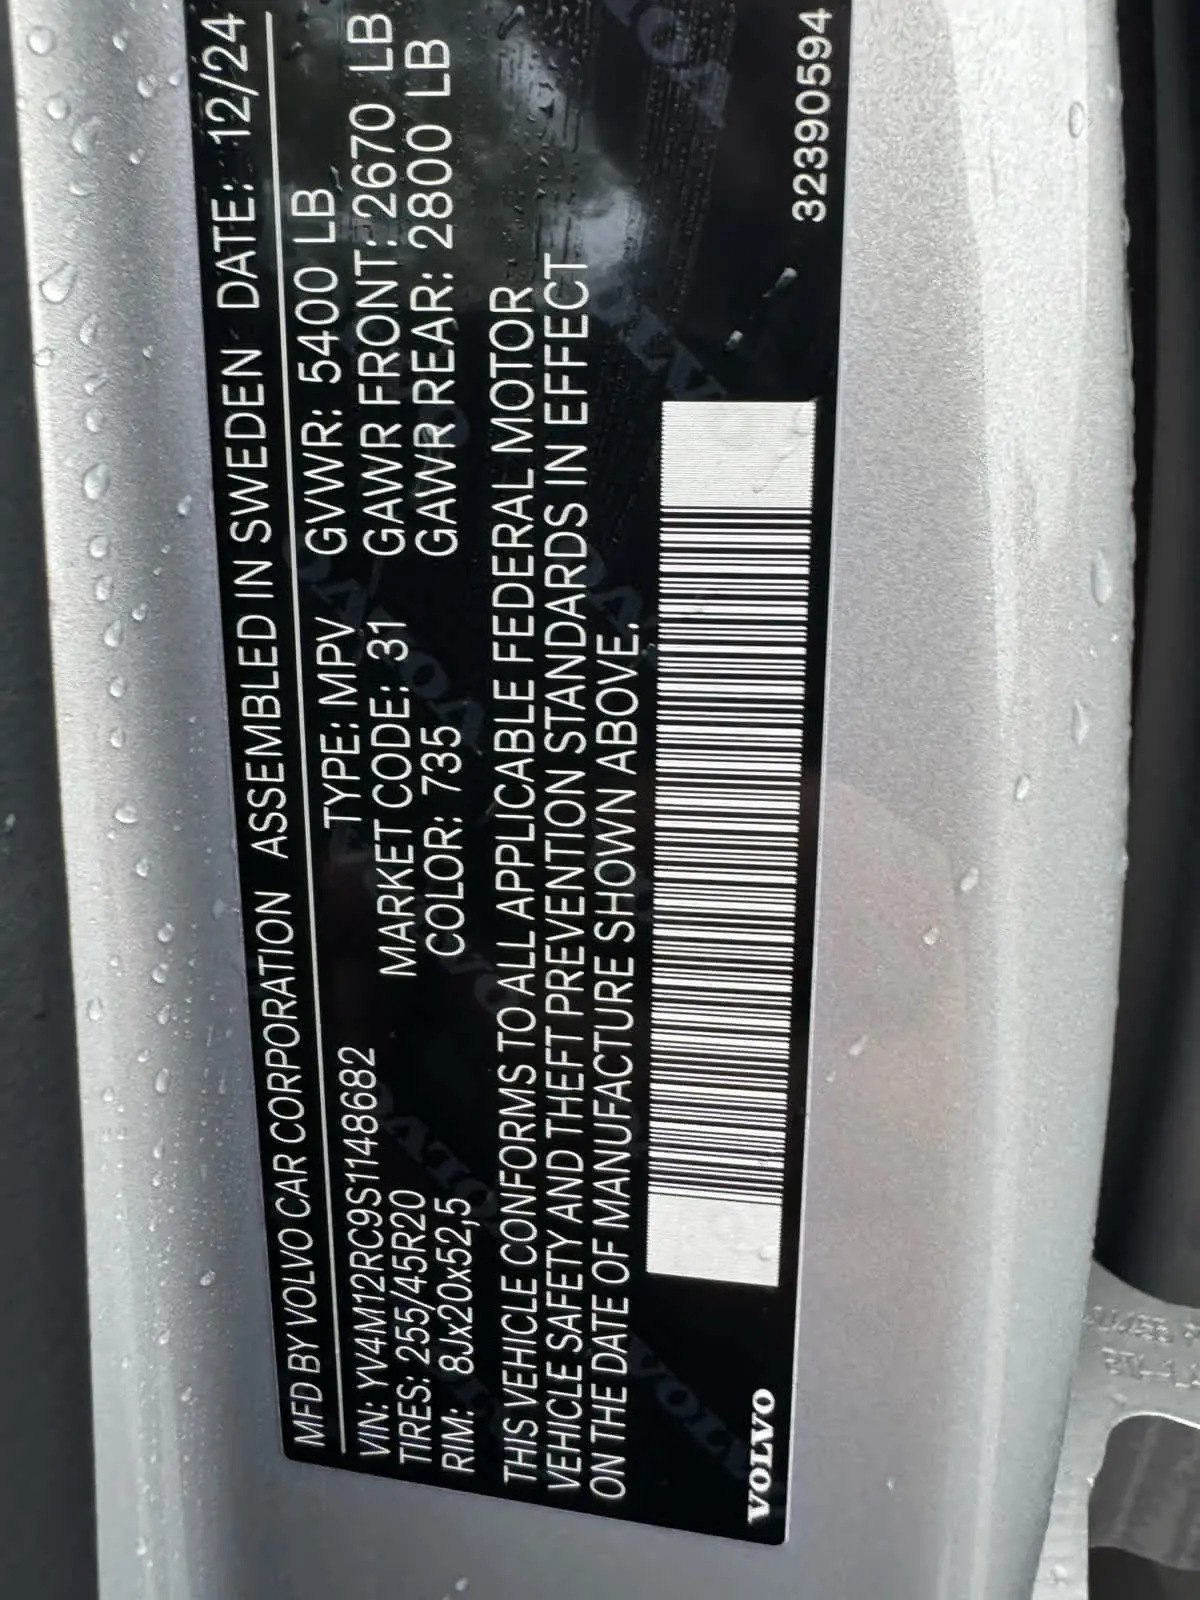 MFD BY VOLVO CAR CORPORATION ASSEMBLED IN SWEDEN DATE: 12/24
VIN: YV4M12RC9S1148682 TYPE: MPV GVWR: 5400 LB
TIRES: 255/45R20 MARKET CODE: 31 GAWR FRONT: 2670 LB
RIM: 8Jx20x52,5 COLOR: 735 GAWR REAR: 2800 LB
THIS VEHICLE CONFORMS TO ALL APPLICABLE FEDERAL MOTOR
VEHICLE SAFETY AND THEFT PREVENTION STANDARDS IN EFFECT
ON THE DATE OF MANUFACTURE SHOWN ABOVE.
VOLVO 32390594